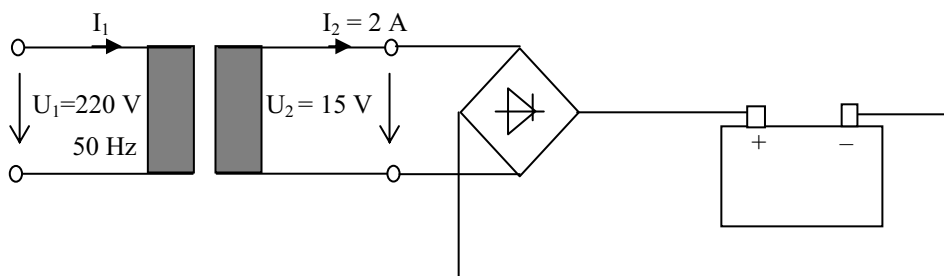 I₁ I₂ = 2 A
U₁=220 V U₂ = 15 V
50 Hz + –